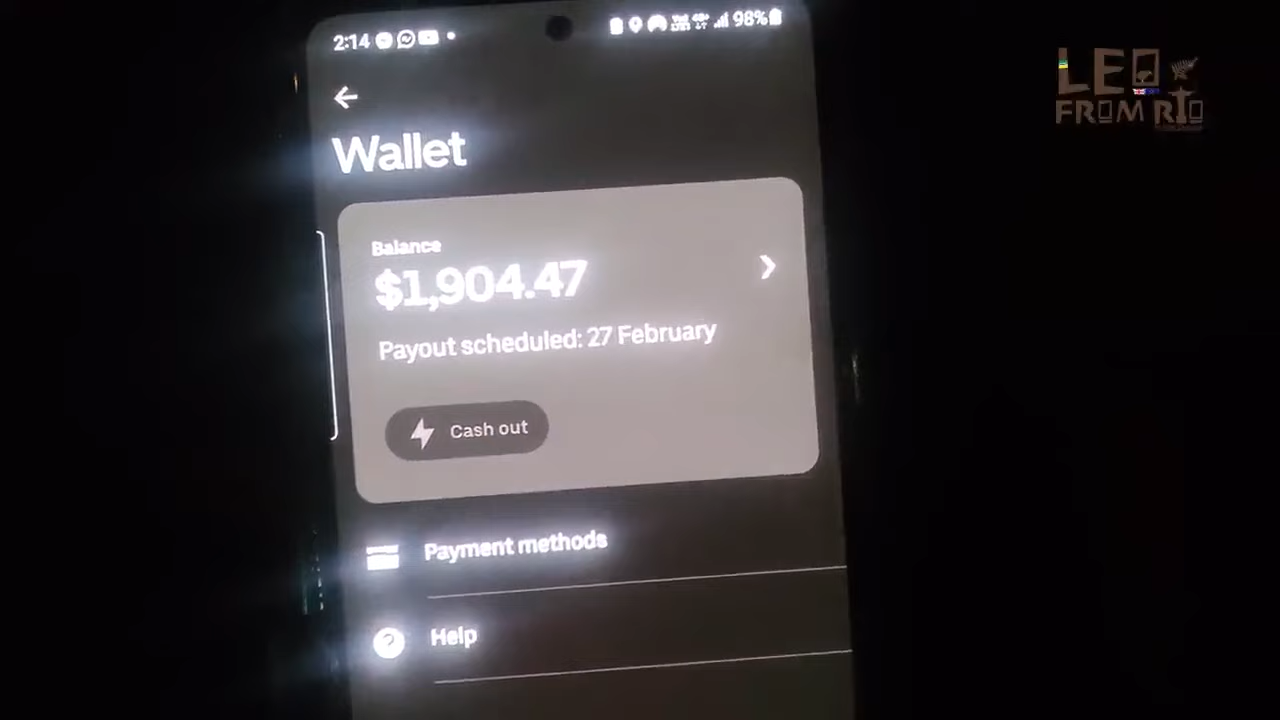 2:14
98%
Wallet
Balance
$1,904.47
Payout scheduled: 27 February
Cash out
Payment methods
Help
LEO
FROM RIO